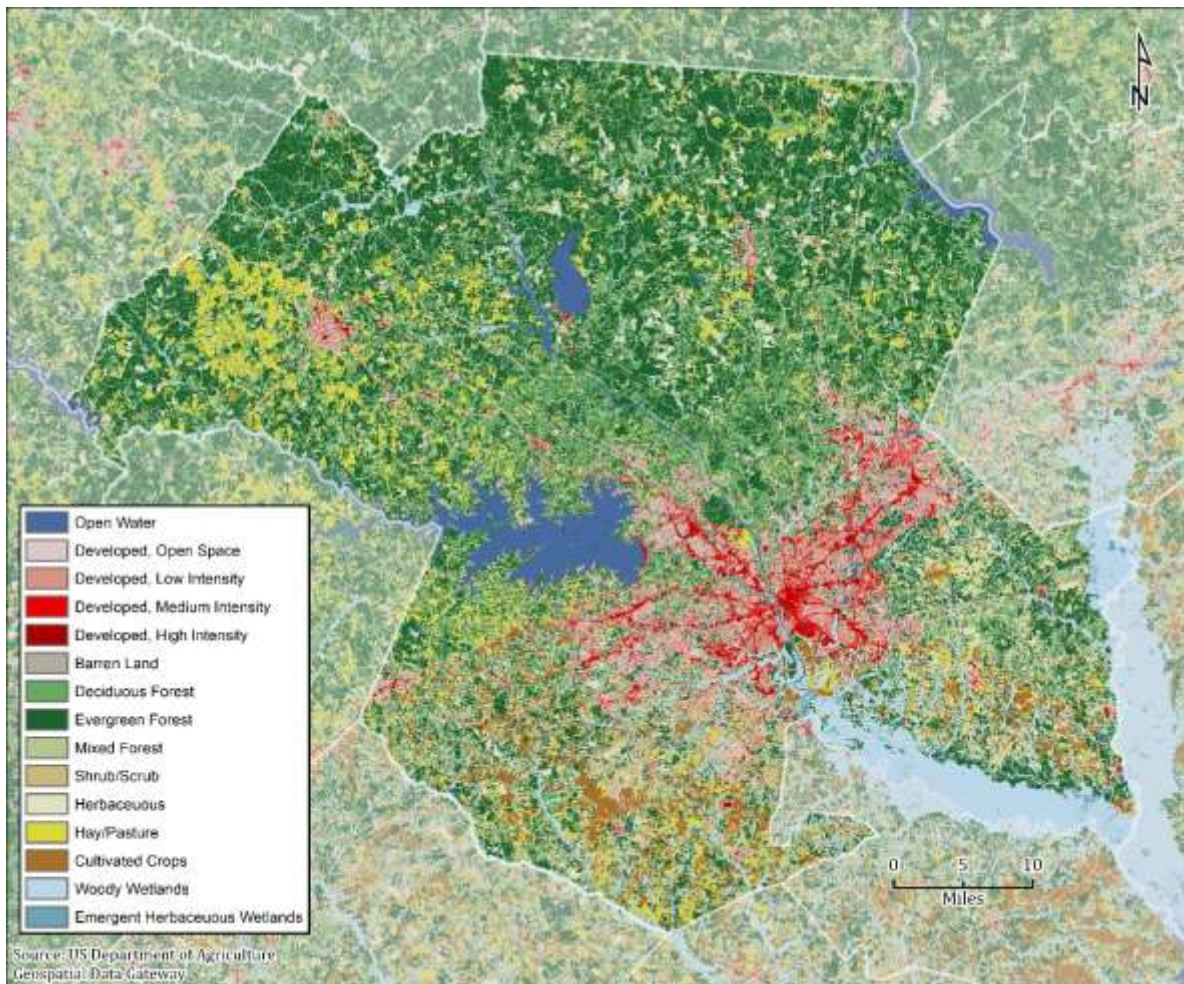 N
Open Water
Developed, Open Space
Developed, Low Intensity
Developed, Medium Intensity
Developed, High Intensity
Barren Land
Deciduous Forest
Evergreen Forest
Mixed Forest
Shrub/Scrub
Herbaceuous
Hay/Pasture
Cultivated Crops
Woody Wetlands
Emergent Herbaceuous Wetlands
0 5 10
Miles
Source: US Department of Agriculture
Geospatial Data Gateway